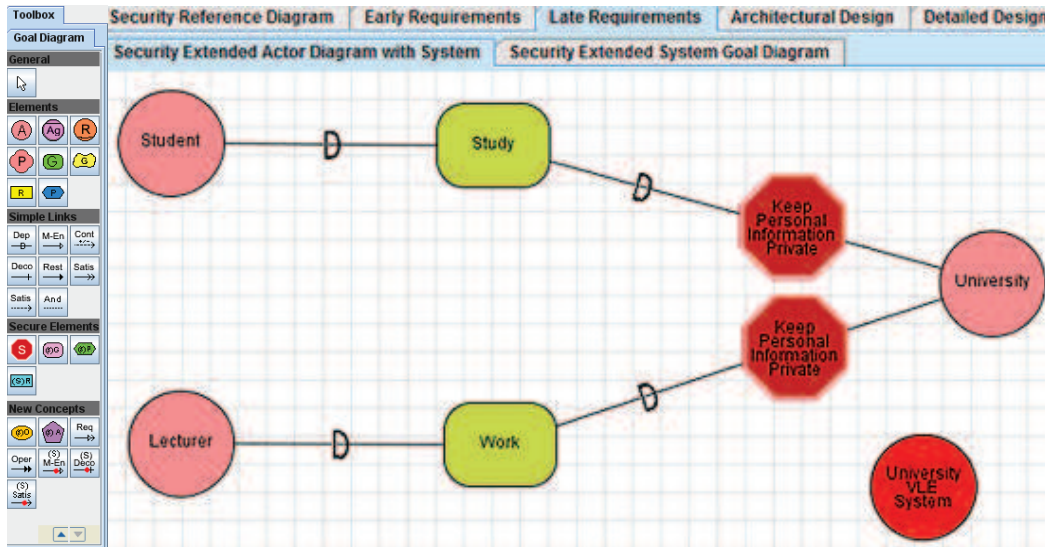 Toolbox
Goal Diagram
General
Elements
A Ag R
P G G
R P
Simple Links
Dep M-En Cont
D +/-
Deco Rest Satis
Satis And
Secure Elements
S (S)G (S)P
(S)R
New Concepts
(S)O (S)A Req
Oper (S) M-En (S) Deco
(S) Satis
Security Reference Diagram Early Requirements Late Requirements Architectural Design Detailed Design
Security Extended Actor Diagram with System Security Extended System Goal Diagram
Student
D
Study
D
Keep
Personal
Information
Private
University
Keep
Personal
Information
Private
Lecturer
D
Work
D
University
VLE
System